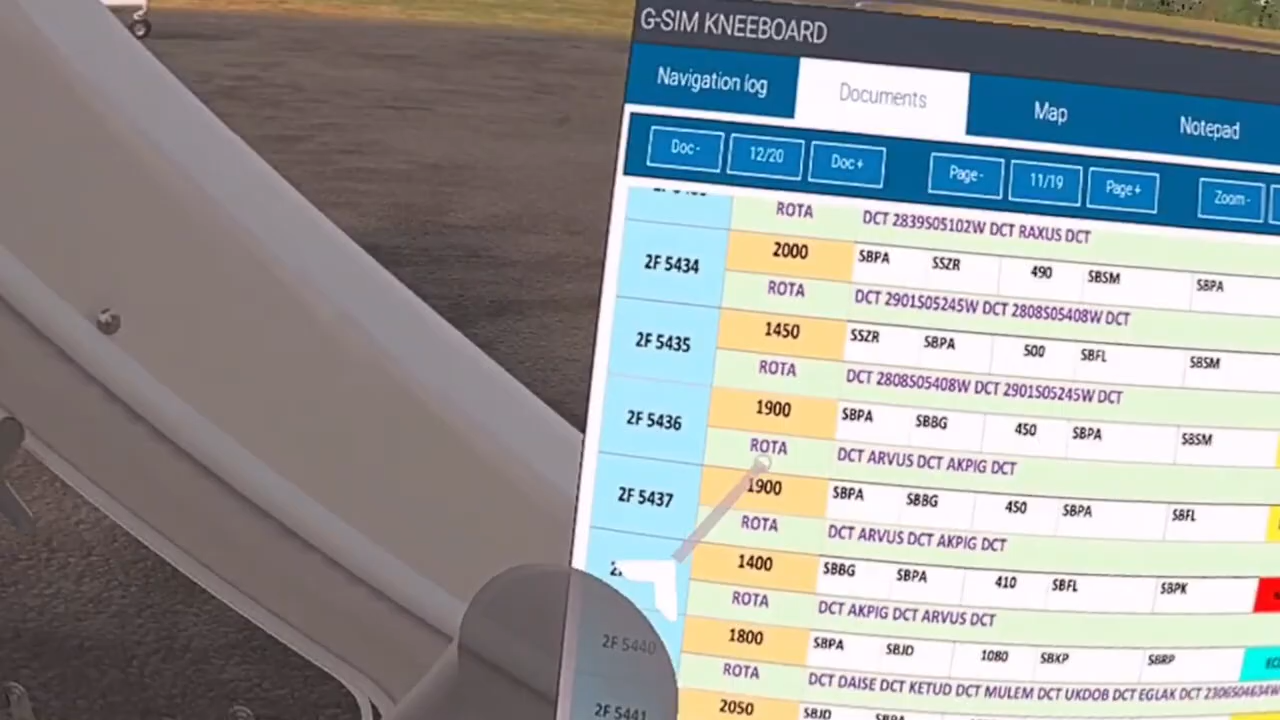 G-SIM KNEEBOARD
Navigation log Documents Map Notepad
Doc- 12/20 Doc+ Page- 11/19 Page+ Zoom-
ROTA DCT 2839S05102W DCT RAXUS DCT
2F 5434 2000 SBPA SSZR 490 SBSM SBPA
ROTA DCT 2901S05245W DCT 2808S05408W DCT
2F 5435 1450 SSZR SBPA 500 SBFL SBSM
ROTA DCT 2808S05408W DCT 2901S05245W DCT
2F 5436 1900 SBPA SBBG 450 SBPA SBSM
ROTA DCT ARVUS DCT AKPIG DCT
2F 5437 1900 SBPA SBBG 450 SBPA SBFL
ROTA DCT ARVUS DCT AKPIG DCT
1400 SBBG SBPA 410 SBFL SBPK
ROTA DCT AKPIG DCT ARVUS DCT
2F 5440 1800 SBPA SBJD 1080 SBKP SBRP
ROTA DCT DAISE DCT KETUD DCT MULEM DCT UKDOB DCT EGLAK DCT 2306S04634W
2F 5441 2050 SBJD SBPA